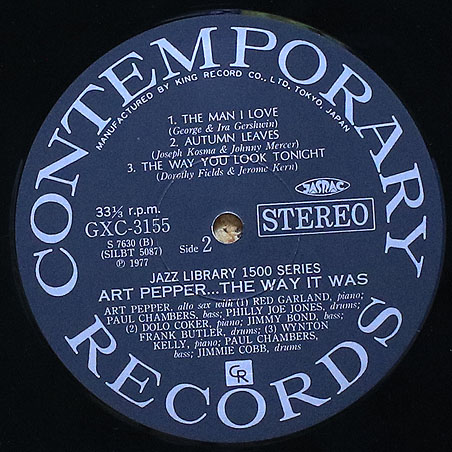 CONTEMPORARY
MANUFACTURED BY KING RECORD CO., LTD. TOKYO, JAPAN
1. THE MAN I LOVE
(George & Ira Gershwin)
2. AUTUMN LEAVES
(Joseph Kosma & Johnny Mercer)
3. THE WAY YOU LOOK TONIGHT
(Dorothy Fields & Jerome Kern)
33⅓ r.p.m.
GXC-3155
S 7630 (B)
(SILBT 5087)
℗ 1977
Side 2
JASRAC
STEREO
JAZZ LIBRARY 1500 SERIES
ART PEPPER...THE WAY IT WAS
ART PEPPER, alto sax with (1) RED GARLAND, piano;
PAUL CHAMBERS, bass; PHILLY JOE JONES, drums;
(2) DOLO COKER, piano; JIMMY BOND, bass;
FRANK BUTLER, drums; (3) WYNTON
KELLY, piano; PAUL CHAMBERS,
bass; JIMMIE COBB, drums
CR
RECORDS